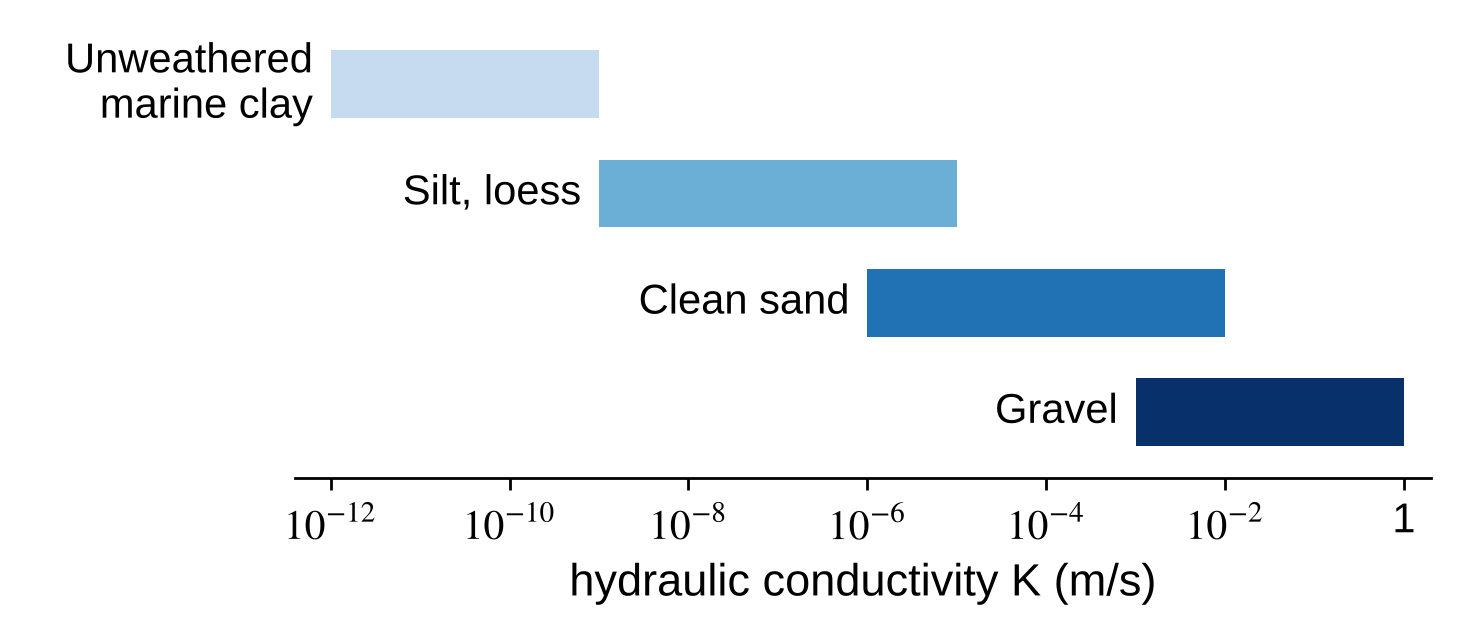 Unweathered
marine clay
Silt, loess
Clean sand
Gravel
10⁻¹² 10⁻¹⁰ 10⁻⁸ 10⁻⁶ 10⁻⁴ 10⁻² 1
hydraulic conductivity K (m/s)